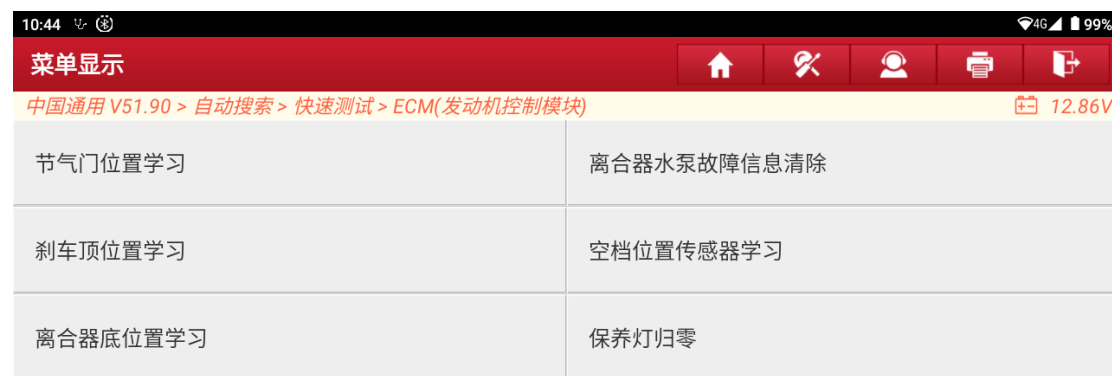 10:44 4G 99%
菜单显示
中国通用 V51.90 > 自动搜索 > 快速测试 > ECM(发动机控制模块) 12.86V
节气门位置学习 离合器水泵故障信息清除
刹车顶位置学习 空档位置传感器学习
离合器底位置学习 保养灯归零